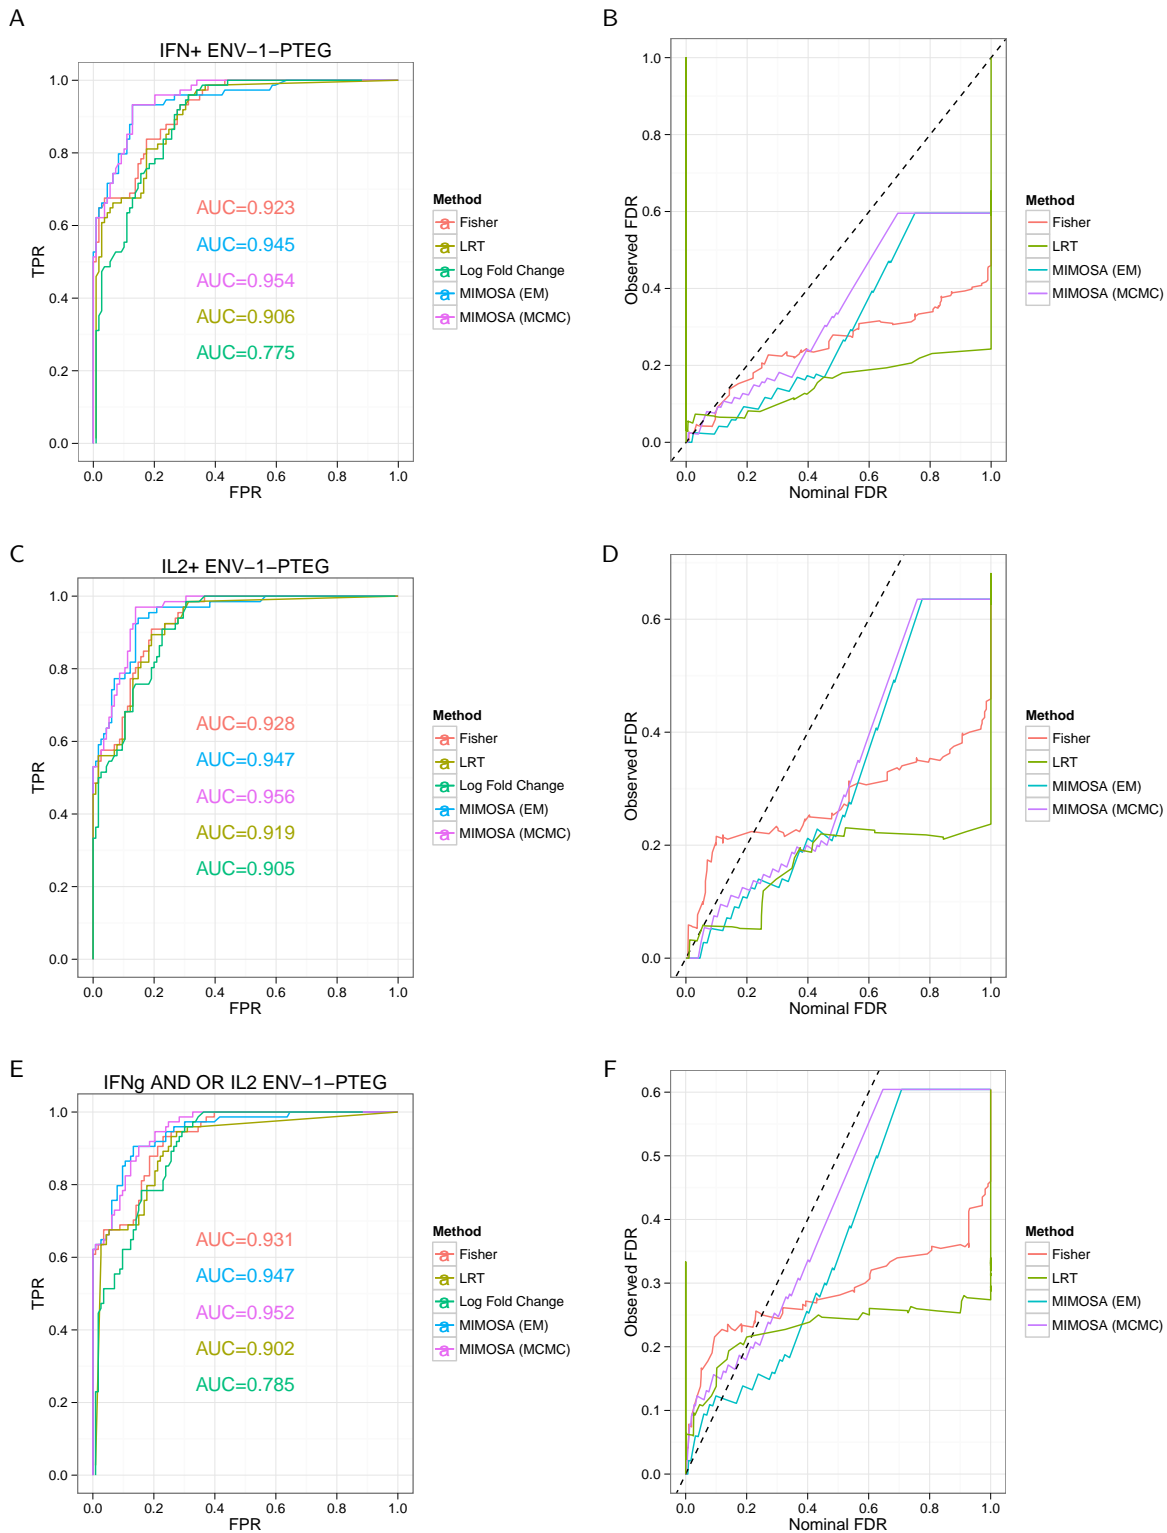 A
IFN+ ENV−1−PTEG
1.0
0.8
0.6
0.4
0.2
0.0
TPR
0.0 0.2 0.4 0.6 0.8 1.0
FPR
AUC=0.923
AUC=0.945
AUC=0.954
AUC=0.906
AUC=0.775
Method
a Fisher
a LRT
a Log Fold Change
a MIMOSA (EM)
a MIMOSA (MCMC)
B
1.0
0.8
0.6
0.4
0.2
0.0
Observed FDR
0.0 0.2 0.4 0.6 0.8 1.0
Nominal FDR
Method
Fisher
LRT
MIMOSA (EM)
MIMOSA (MCMC)
C
IL2+ ENV−1−PTEG
1.0
0.8
0.6
0.4
0.2
0.0
TPR
0.0 0.2 0.4 0.6 0.8 1.0
FPR
AUC=0.928
AUC=0.947
AUC=0.956
AUC=0.919
AUC=0.905
Method
a Fisher
a LRT
a Log Fold Change
a MIMOSA (EM)
a MIMOSA (MCMC)
D
0.6
0.4
0.2
0.0
Observed FDR
0.0 0.2 0.4 0.6 0.8 1.0
Nominal FDR
Method
Fisher
LRT
MIMOSA (EM)
MIMOSA (MCMC)
E
IFNg AND OR IL2 ENV−1−PTEG
1.0
0.8
0.6
0.4
0.2
0.0
TPR
0.0 0.2 0.4 0.6 0.8 1.0
FPR
AUC=0.931
AUC=0.947
AUC=0.952
AUC=0.902
AUC=0.785
Method
a Fisher
a LRT
a Log Fold Change
a MIMOSA (EM)
a MIMOSA (MCMC)
F
0.6
0.5
0.4
0.3
0.2
0.1
0.0
Observed FDR
0.0 0.2 0.4 0.6 0.8 1.0
Nominal FDR
Method
Fisher
LRT
MIMOSA (EM)
MIMOSA (MCMC)